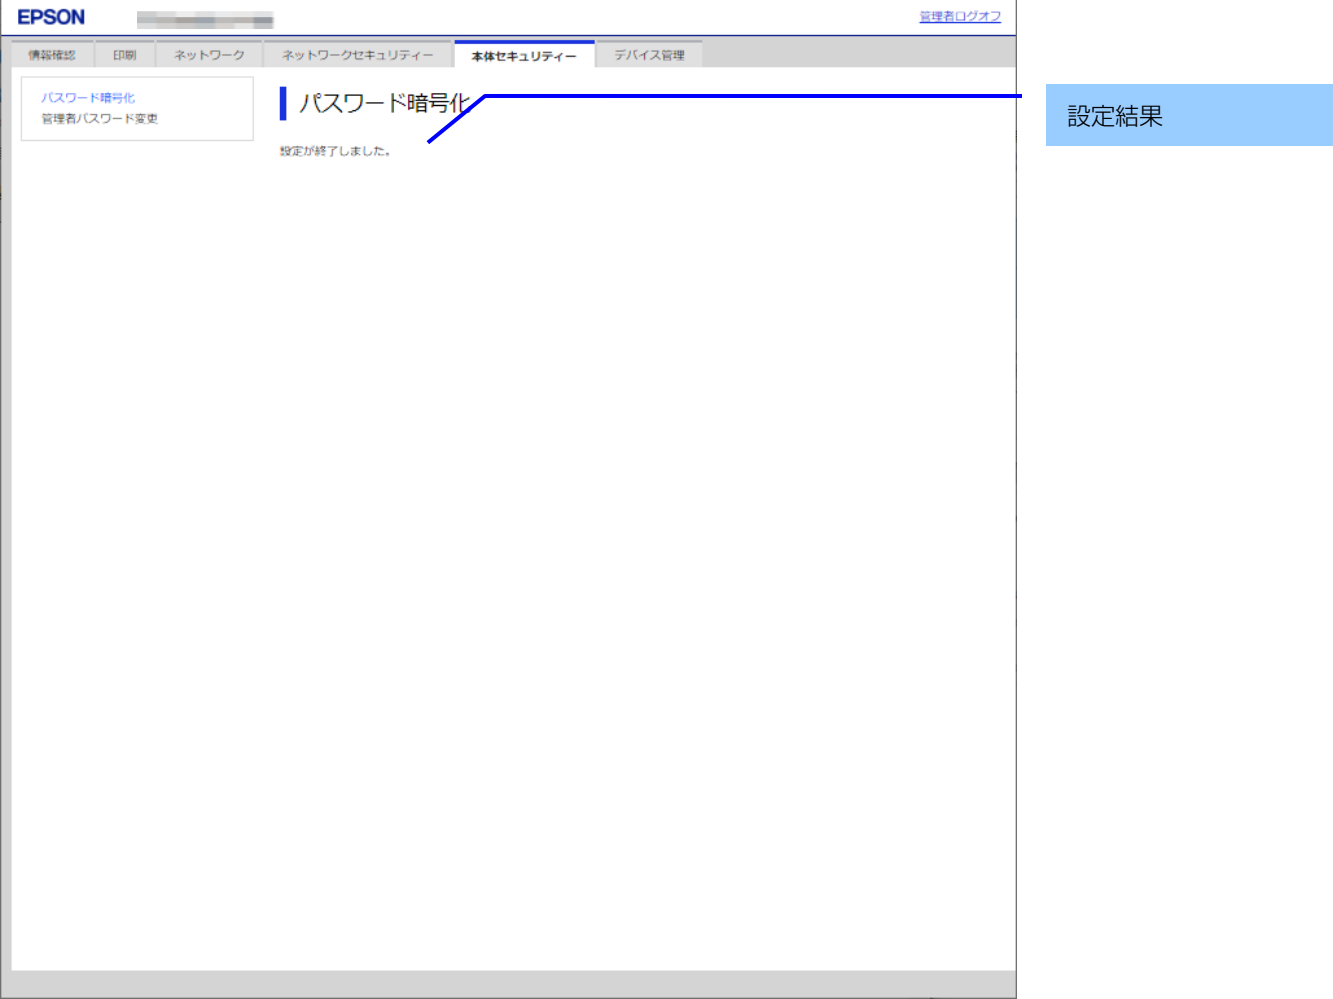 EPSON
管理者ログオフ
情報確認 印刷 ネットワーク ネットワークセキュリティー 本体セキュリティー デバイス管理
パスワード暗号化
管理者パスワード変更
パスワード暗号化
設定が終了しました。
設定結果